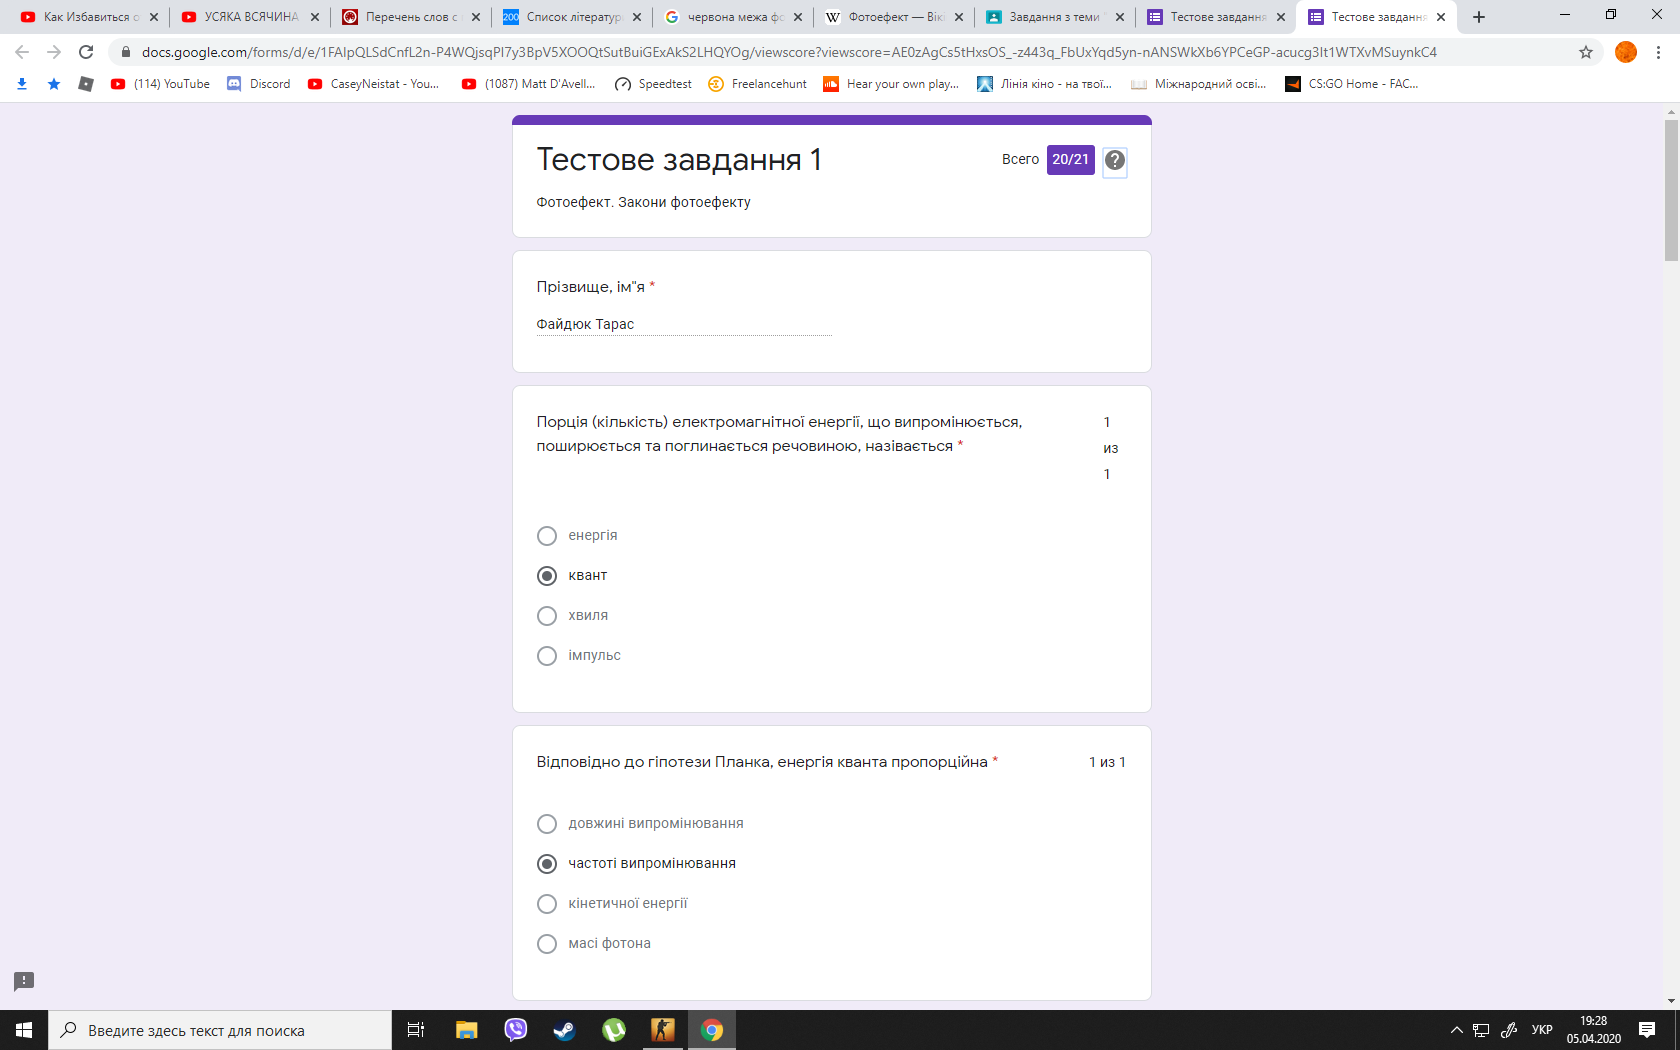 Как Избавиться о
УСЯКА ВСЯЧИНА
Перечень слов с
Список літератур
червона межа фо
Фотоефект — Вікі
Завдання з теми "
Тестове завдання
Тестове завдання
docs.google.com/forms/d/e/1FAIpQLSdCnfL2n-P4WQjsqPI7y3BpV5XOOQtSutBuiGExAkS2LHQYOg/viewscore?viewscore=AE0zAgCs5tHxsOS_-z443q_FbUxYqd5yn-nANSWkXb6YPCeGP-acucg3It1WTXvMSuynkC4
(114) YouTube
Discord
CaseyNeistat - You...
(1087) Matt D'Avell...
Speedtest
Freelancehunt
Hear your own play...
Лінія кіно - на твої...
Міжнародний осві...
CS:GO Home - FAC...
Тестове завдання 1
Всего 20/21
Фотоефект. Закони фотоефекту
Прізвище, ім"я *
Файдюк Тарас
Порція (кількість) електромагнітної енергії, що випромінюється,
поширюється та поглинається речовиною, назівається *
1
из
1
енергія
квант
хвиля
імпульс
Відповідно до гіпотези Планка, енергія кванта пропорційна *
1 из 1
довжині випромінювання
частоті випромінювання
кінетичної енергії
масі фотона
Введите здесь текст для поиска
УКР
19:28
05.04.2020